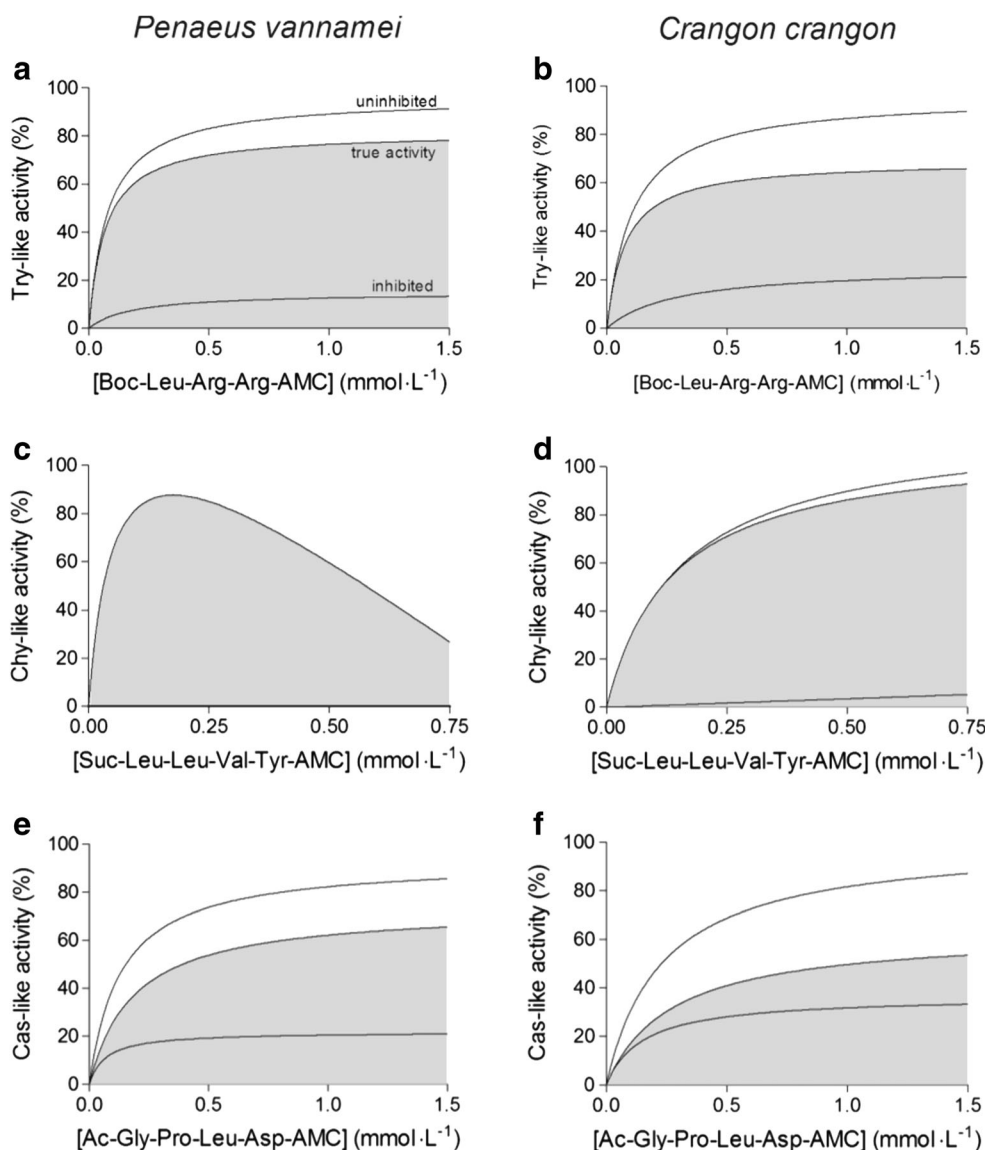 Penaeus vannamei
Crangon crangon
a
100
80
60
40
20
0
Try-like activity (%)
uninhibited
true activity
inhibited
0.0 0.5 1.0 1.5
[Boc-Leu-Arg-Arg-AMC] (mmol·L-1)
b
100
80
60
40
20
0
Try-like activity (%)
0.0 0.5 1.0 1.5
[Boc-Leu-Arg-Arg-AMC] (mmol·L-1)
c
100
80
60
40
20
0
Chy-like activity (%)
0.00 0.25 0.50 0.75
[Suc-Leu-Leu-Val-Tyr-AMC] (mmol·L-1)
d
100
80
60
40
20
0
Chy-like activity (%)
0.00 0.25 0.50 0.75
[Suc-Leu-Leu-Val-Tyr-AMC] (mmol·L-1)
e
100
80
60
40
20
0
Cas-like activity (%)
0.0 0.5 1.0 1.5
[Ac-Gly-Pro-Leu-Asp-AMC] (mmol·L-1)
f
100
80
60
40
20
0
Cas-like activity (%)
0.0 0.5 1.0 1.5
[Ac-Gly-Pro-Leu-Asp-AMC] (mmol·L-1)